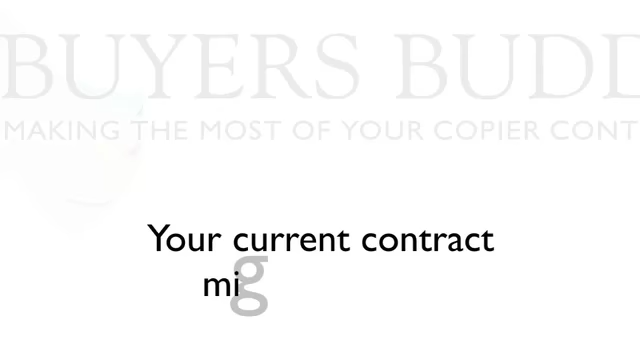 BUYERS BUDD
MAKING THE MOST OF YOUR COPIER CONT
Your current contract
mig